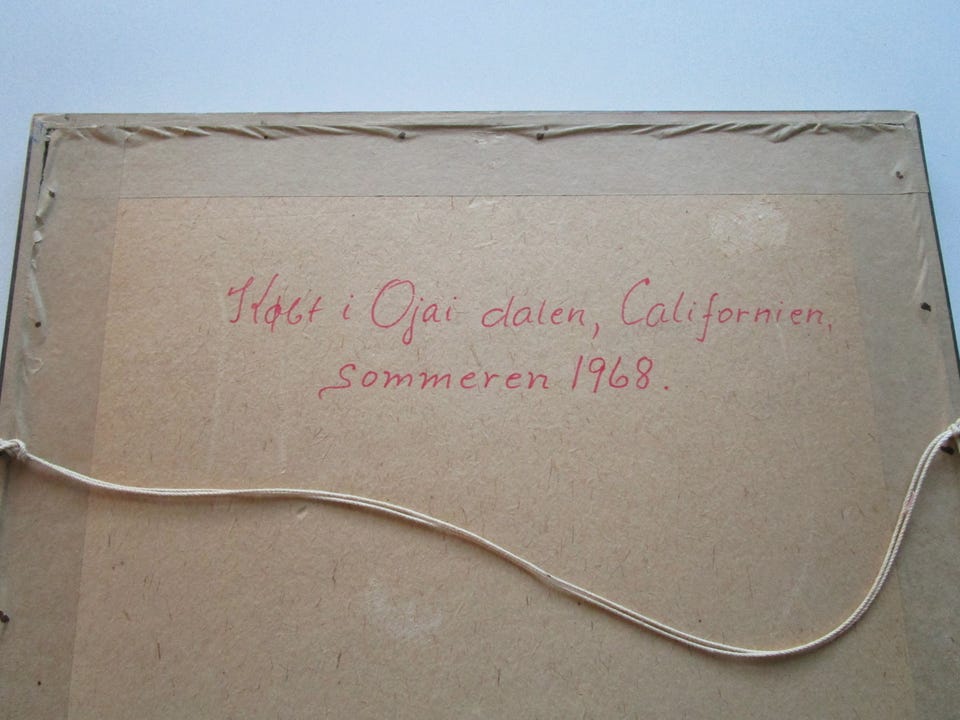 Købt i Ojai dalen, Californien,
sommeren 1968.